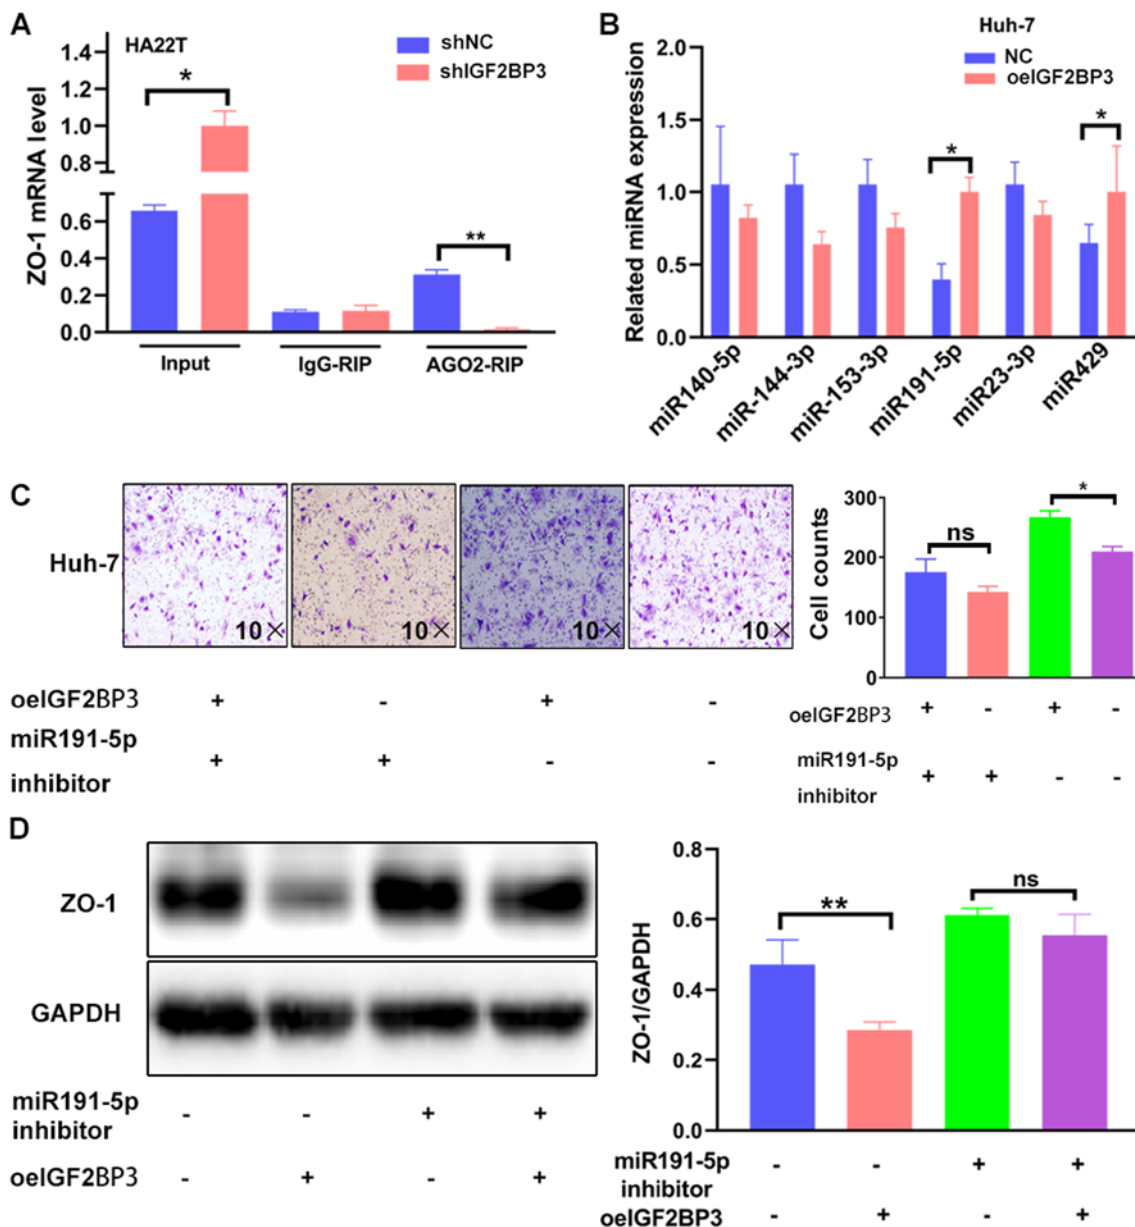 A
HA22T
shNC
shIGF2BP3
ZO-1 mRNA level
1.4
1.2
1.0
0.8
0.6
0.4
0.2
0.0
*
**
Input
IgG-RIP
AGO2-RIP
B
Huh-7
NC
oeIGF2BP3
Related miRNA expression
2.0
1.5
1.0
0.5
0.0
*
*
miR140-5p
miR-144-3p
miR-153-3p
miR191-5p
miR23-3p
miR429
C
Huh-7
10×
10×
10×
10×
oeIGF2BP3 + - + -
miR191-5p
inhibitor + + - -
Cell counts
300
200
100
0
ns
*
oeIGF2BP3 + - + -
miR191-5p
inhibitor + + - -
D
ZO-1
GAPDH
miR191-5p
inhibitor - - + +
oeIGF2BP3 - + - +
ZO-1/GAPDH
0.8
0.6
0.4
0.2
0.0
**
ns
miR191-5p
inhibitor - - + +
oeIGF2BP3 - + - +